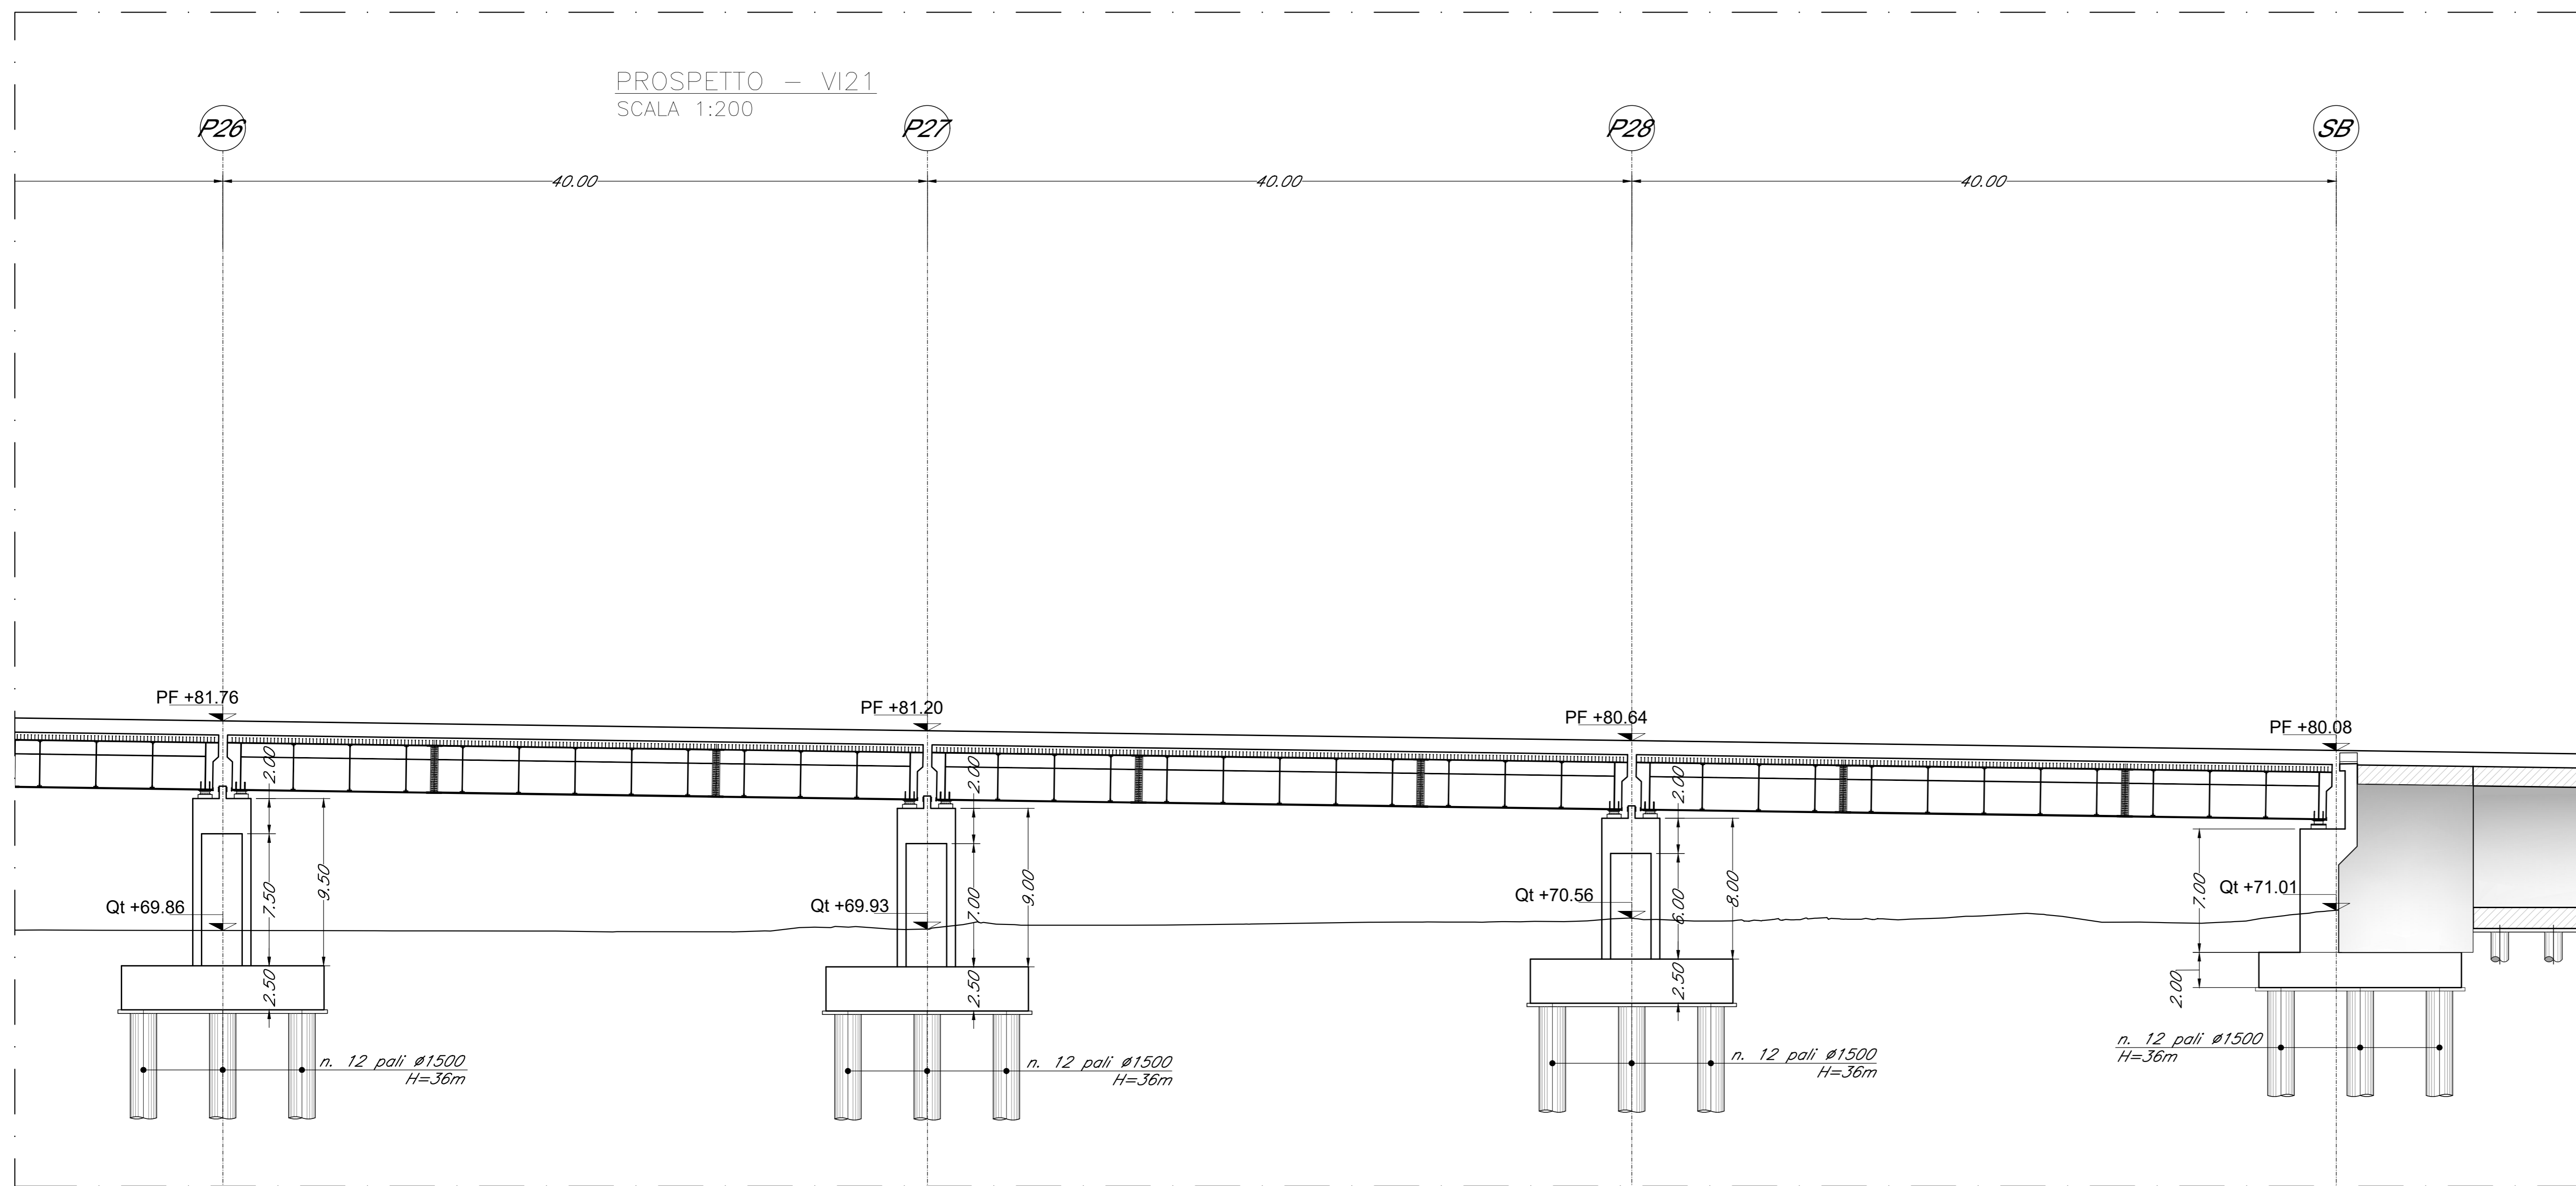 PROSPETTO - VI21
SCALA 1:200
P26
P27
P28
SB
40.00
40.00
40.00
PF +81.76
PF +81.20
PF +80.64
PF +80.08
2.00
2.00
2.00
9.50
7.50
9.00
7.00
8.00
6.00
7.00
Qt +69.86
Qt +69.93
Qt +70.56
Qt +71.01
2.50
2.50
2.50
2.00
n. 12 pali ø1500
H=36m
n. 12 pali ø1500
H=36m
n. 12 pali ø1500
H=36m
n. 12 pali ø1500
H=36m